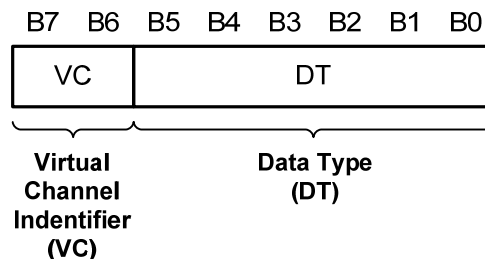 B7 B6 B5 B4 B3 B2 B1 B0
VC DT
Virtual
Channel
Indentifier
(VC)
Data Type
(DT)